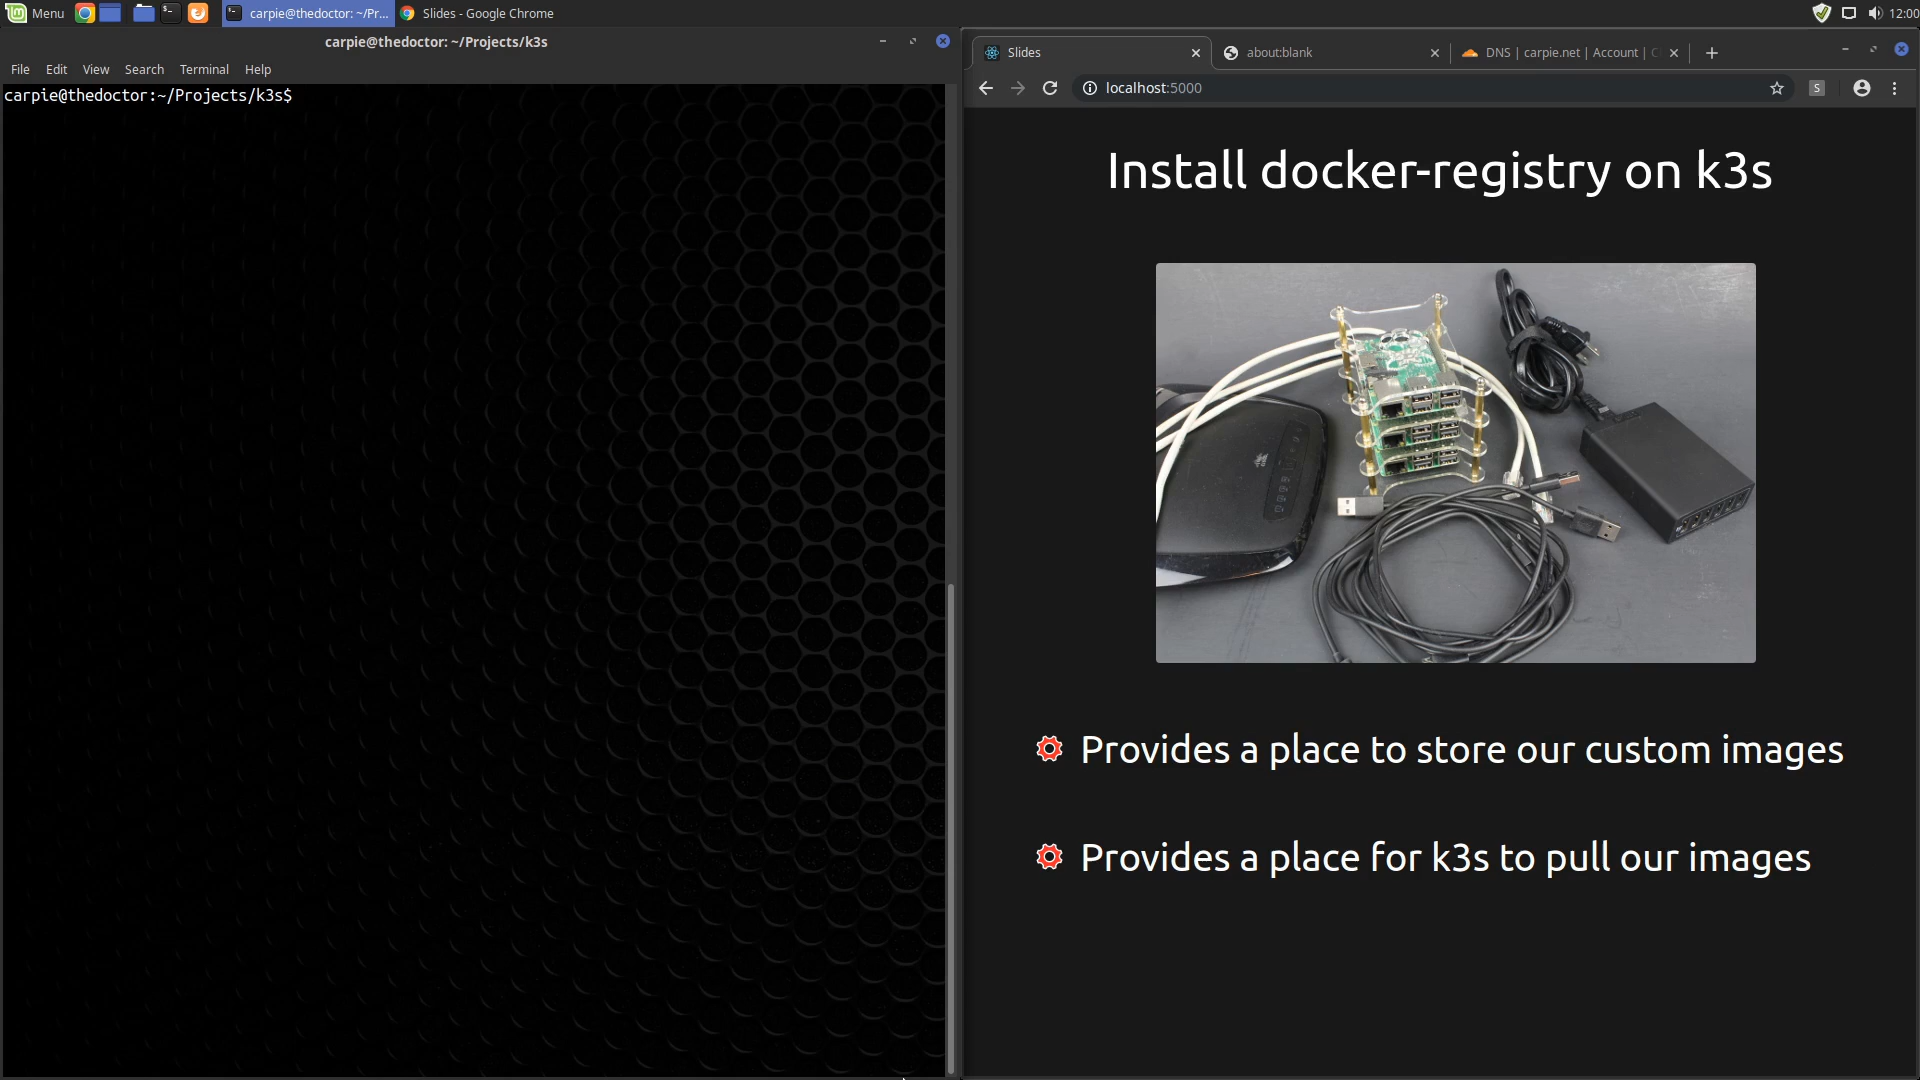 Menu
carpie@thedoctor: ~/Pr...
Slides - Google Chrome
12:00
carpie@thedoctor: ~/Projects/k3s
File Edit View Search Terminal Help
carpie@thedoctor:~/Projects/k3s$
Slides
about:blank
DNS | carpie.net | Account |
localhost:5000
S
Install docker-registry on k3s
Provides a place to store our custom images
Provides a place for k3s to pull our images